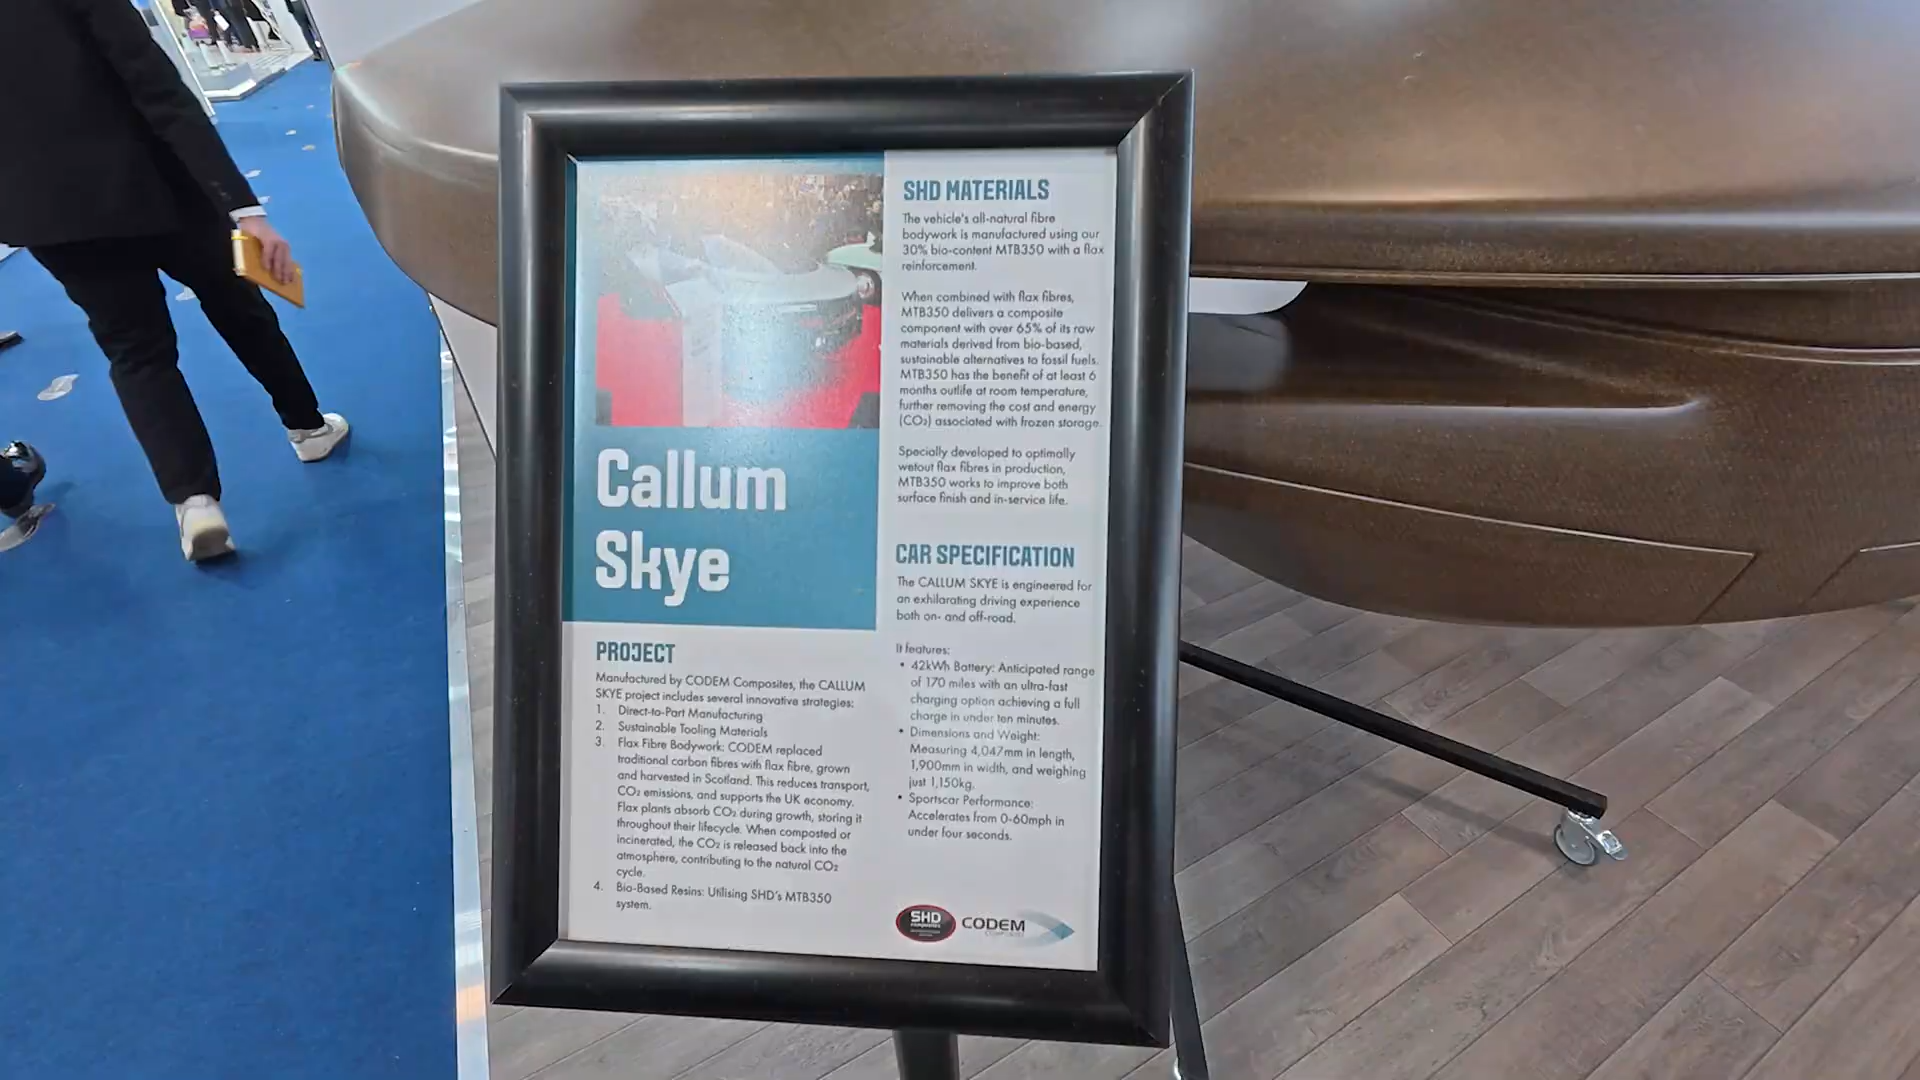 Callum
Skye
PROJECT
Manufactured by CODEM Composites, the CALLUM
SKYE project includes several innovative strategies:
1. Direct-to-Part Manufacturing
2. Sustainable Tooling Materials
3. Flax Fibre Bodywork: CODEM replaced
traditional carbon fibres with flax fibre, grown
and harvested in Scotland. This reduces transport,
CO₂ emissions, and supports the UK economy.
Flax plants absorb CO₂ during growth, storing it
throughout their lifecycle. When composted or
incinerated, the CO₂ is released back into the
atmosphere, contributing to the natural CO₂
cycle.
4. Bio-Based Resins: Utilising SHD's MTB350
system.
SHD MATERIALS
The vehicle's all-natural fibre
bodywork is manufactured using our
30% bio-content MTB350 with a flax
reinforcement.
When combined with flax fibres,
MTB350 delivers a composite
component with over 65% of its raw
materials derived from bio-based,
sustainable alternatives to fossil fuels.
MTB350 has the benefit of at least 6
months outlife at room temperature,
further removing the cost and energy
(CO₂) associated with frozen storage.
Specially developed to optimally
wetout flax fibres in production,
MTB350 works to improve both
surface finish and in-service life.
CAR SPECIFICATION
The CALLUM SKYE is engineered for
an exhilarating driving experience
both on- and off-road.
It features:
• 42kWh Battery: Anticipated range
of 170 miles with an ultra-fast
charging option achieving a full
charge in under ten minutes.
• Dimensions and Weight:
Measuring 4,047mm in length,
1,900mm in width, and weighing
just 1,150kg.
• Sportscar Performance:
Accelerates from 0-60mph in
under four seconds.
SHD
composites
CODEM